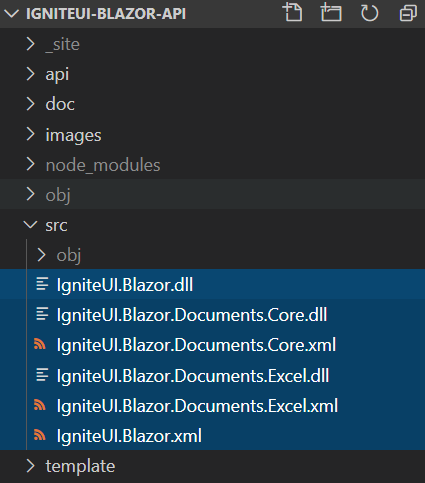 IGNITEUI-BLAZOR-API
_site
api
doc
images
node_modules
obj
src
obj
IgniteUI.Blazor.dll
IgniteUI.Blazor.Documents.Core.dll
IgniteUI.Blazor.Documents.Core.xml
IgniteUI.Blazor.Documents.Excel.dll
IgniteUI.Blazor.Documents.Excel.xml
IgniteUI.Blazor.xml
template